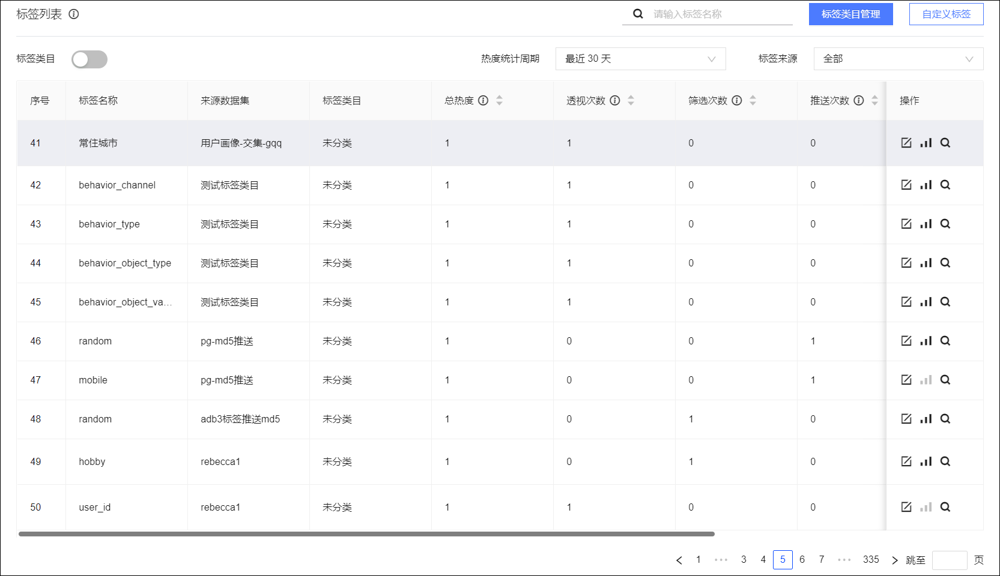 标签列表 请输入标签名称 标签类目管理 自定义标签
标签类目 热度统计周期 最近 30 天 标签来源 全部
序号 标签名称 来源数据集 标签类目 总热度 透视次数 筛选次数 推送次数 操作
41 常住城市 用户画像-交集-gqq 未分类 1 1 0 0
42 behavior_channel 测试标签类目 未分类 1 1 0 0
43 behavior_type 测试标签类目 未分类 1 1 0 0
44 behavior_object_type 测试标签类目 未分类 1 1 0 0
45 behavior_object_va... 测试标签类目 未分类 1 1 0 0
46 random pg-md5推送 未分类 1 0 0 1
47 mobile pg-md5推送 未分类 1 0 0 1
48 random adb3标签推送md5 未分类 1 0 1 0
49 hobby rebecca1 未分类 1 0 1 0
50 user_id rebecca1 未分类 1 1 0 0
< 1 ••• 3 4 5 6 7 ••• 335 > 跳至 页